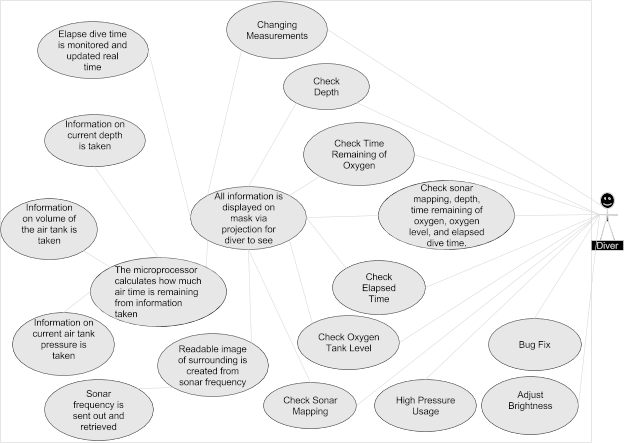 Elapse dive time
is monitored and
updated real
time
Changing
Measurements
Check
Depth
Information on
current depth
is taken
Check Time
Remaining of
Oxygen
Information
on volume of
the air tank is
taken
All information is
displayed on
mask via
projection for
diver to see
Check sonar
mapping, depth,
time remaining of
oxygen, oxygen
level, and elapsed
dive time.
Diver
The microprocessor
calculates how much
air time is remaining
from information
taken
Check
Elapsed
Time
Information on
current air tank
pressure is
taken
Readable image
of surrounding is
created from
sonar frequency
Check Oxygen
Tank Level
Bug Fix
Sonar
frequency is
sent out and
retrieved
Check Sonar
Mapping
High Pressure
Usage
Adjust
Brightness